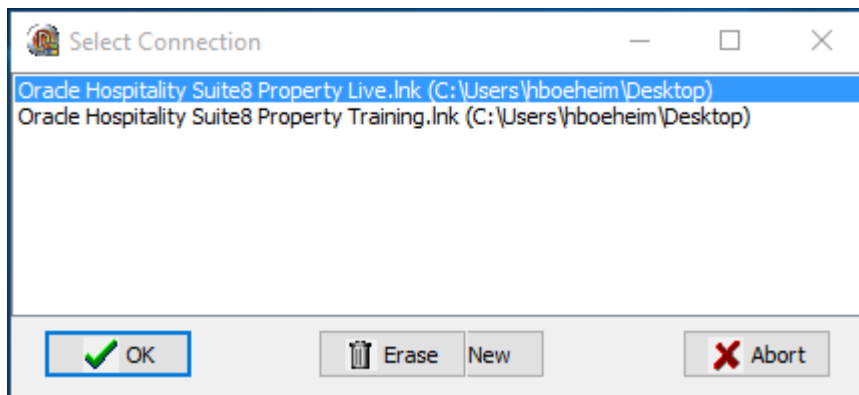 Select Connection
Oracle Hospitality Suite8 Property Live.lnk (C:\Users\hboeheim\Desktop)
Oracle Hospitality Suite8 Property Training.lnk (C:\Users\hboeheim\Desktop)
OK Erase New Abort